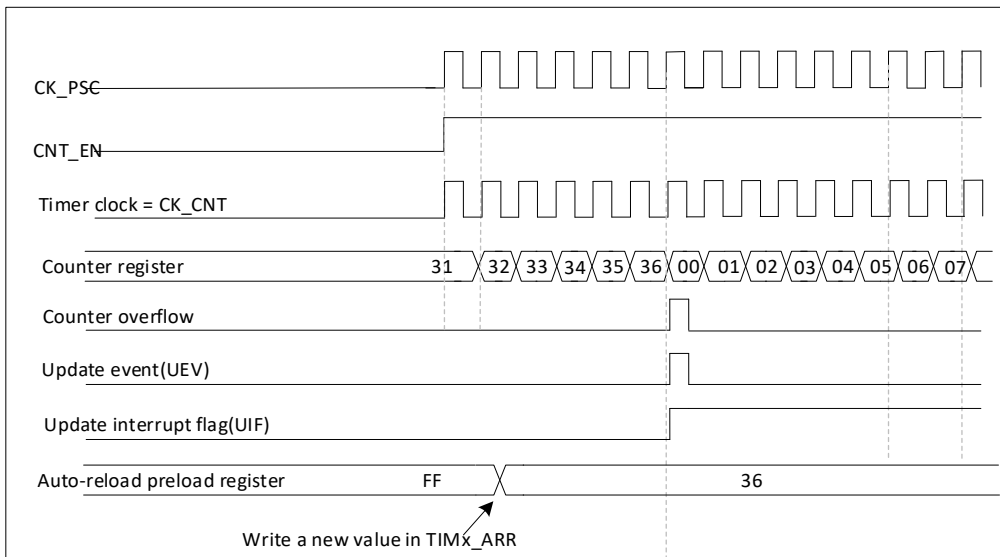 CK_PSC
CNT_EN
Timer clock = CK_CNT
Counter register 31 32 33 34 35 36 00 01 02 03 04 05 06 07
Counter overflow
Update event(UEV)
Update interrupt flag(UIF)
Auto-reload preload register FF 36
Write a new value in TIMx_ARR